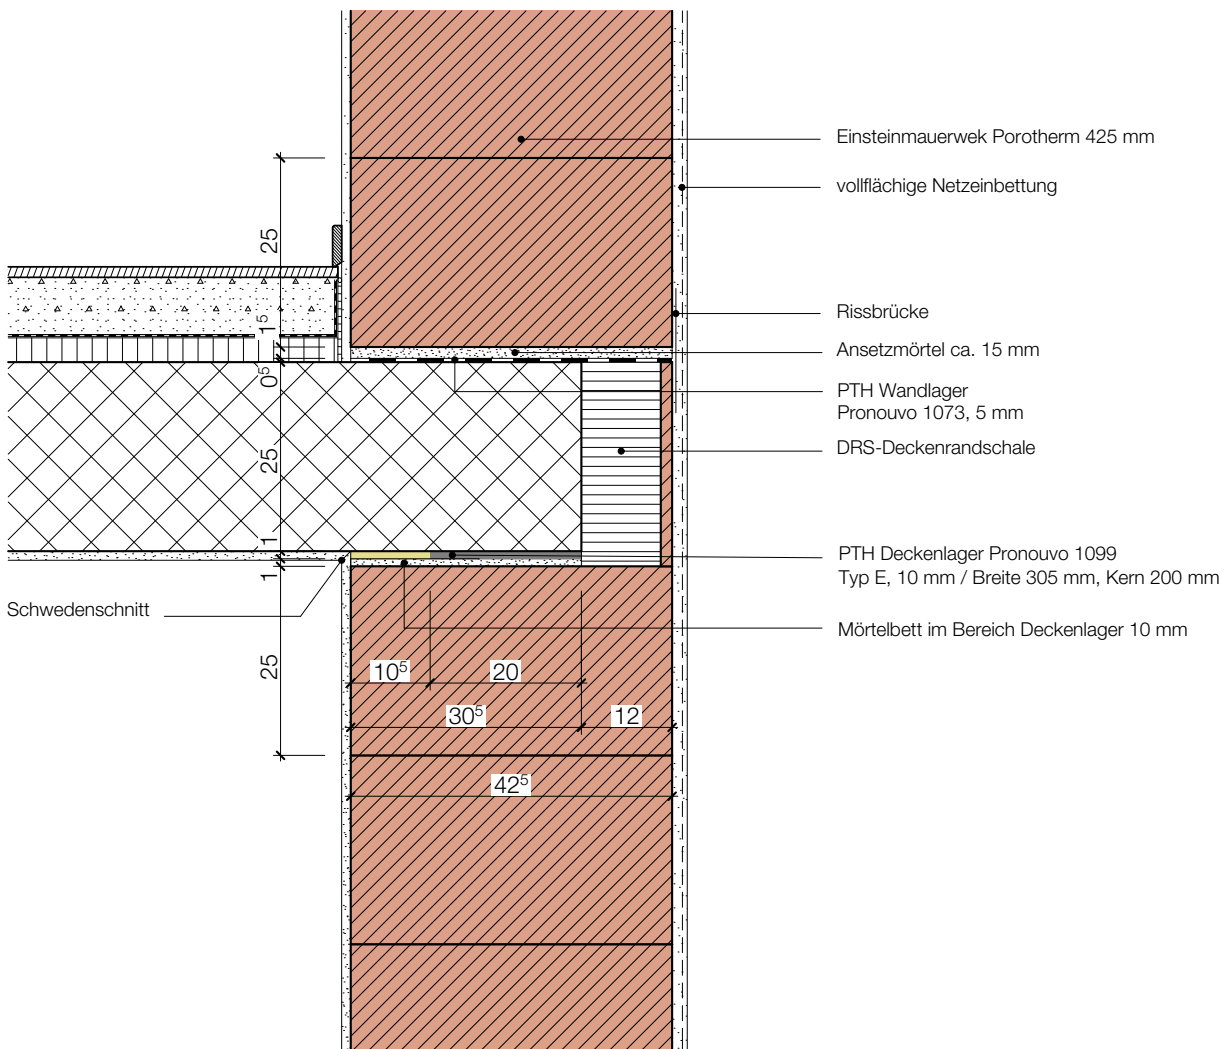 Einsteinmauerwek Porotherm 425 mm
vollflächige Netzeinbettung
25
Rissbrücke
1⁵
Ansetzmörtel ca. 15 mm
0⁵
PTH Wandlager
Pronouvo 1073, 5 mm
DRS-Deckenrandschale
25
1
PTH Deckenlager Pronouvo 1099
Typ E, 10 mm / Breite 305 mm, Kern 200 mm
1
Schwedenschnitt
Mörtelbett im Bereich Deckenlager 10 mm
25
10⁵ 20
30⁵ 12
42⁵